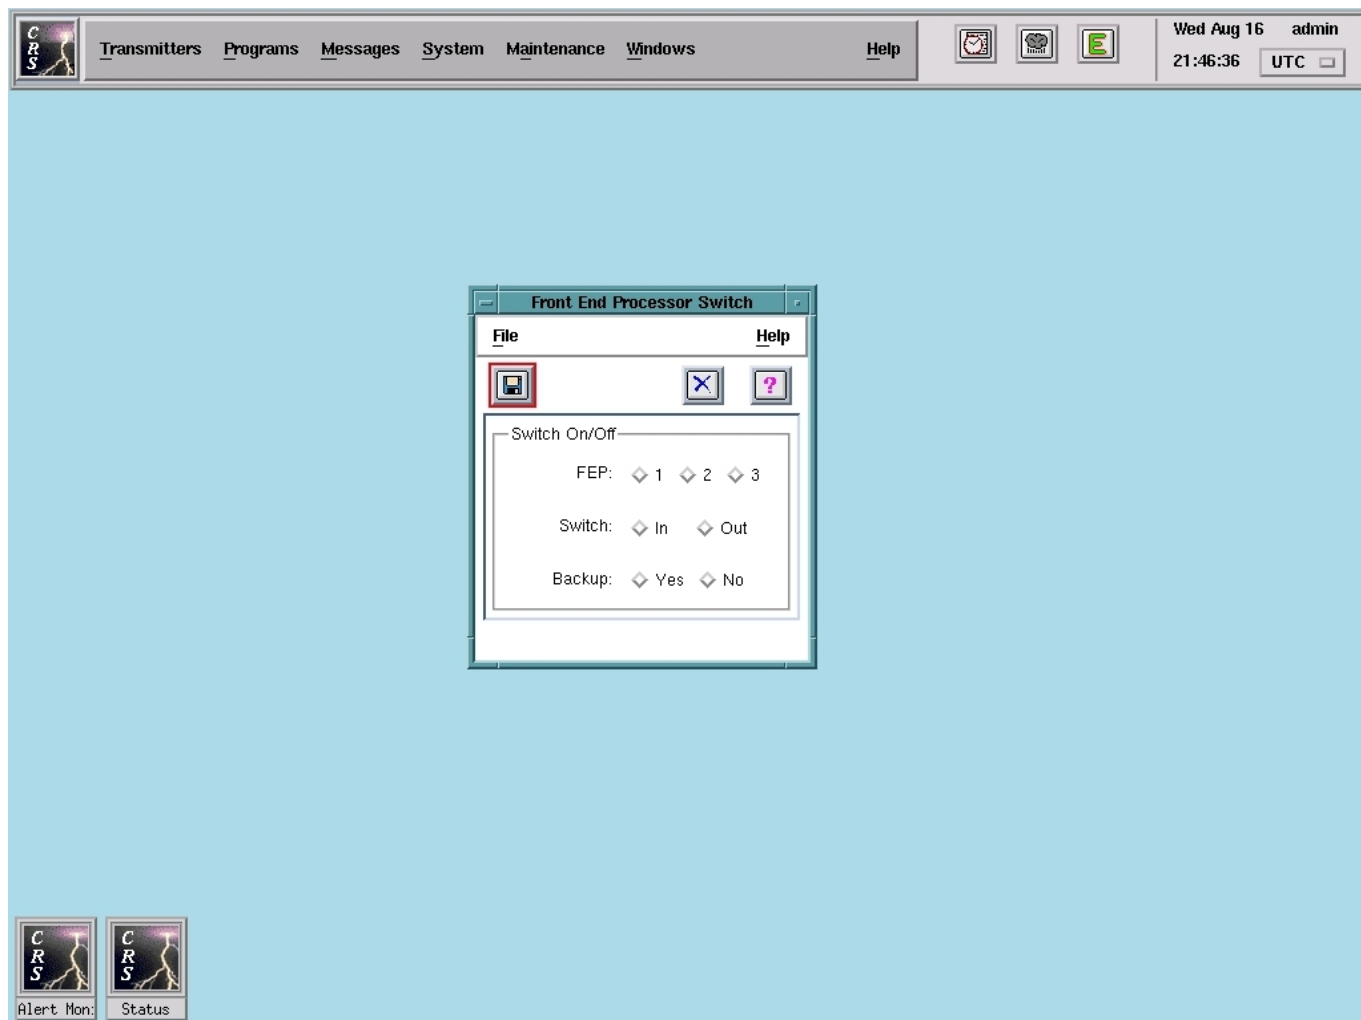 CRS
Transmitters Programs Messages System Maintenance Windows Help
E
Wed Aug 16 admin
21:46:36 UTC
Front End Processor Switch
File Help
?
Switch On/Off
FEP: 1 2 3
Switch: In Out
Backup: Yes No
CRS CRS
Alert Mon: Status